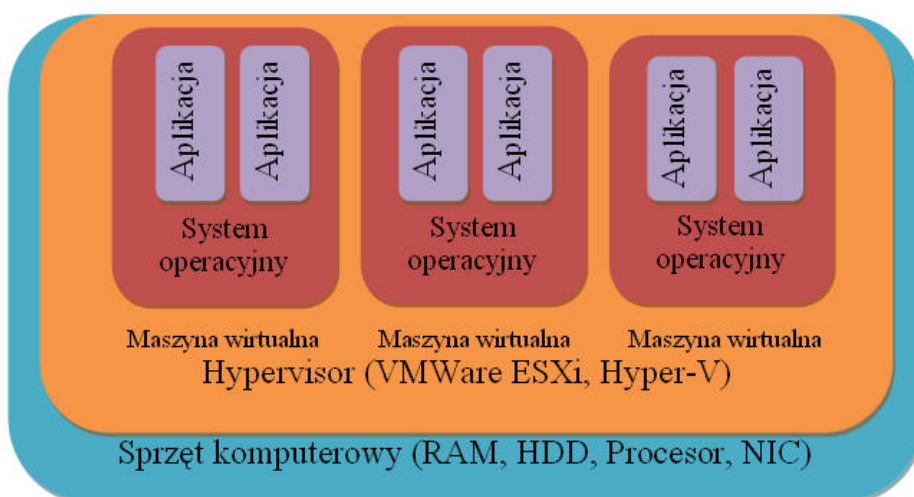 Aplikacja
Aplikacja
System
operacyjny
Maszyna wirtualna
Aplikacja
Aplikacja
System
operacyjny
Maszyna wirtualna
Aplikacja
Aplikacja
System
operacyjny
Maszyna wirtualna
Hypervisor (VMWare ESXi, Hyper-V)
Sprzęt komputerowy (RAM, HDD, Procesor, NIC)